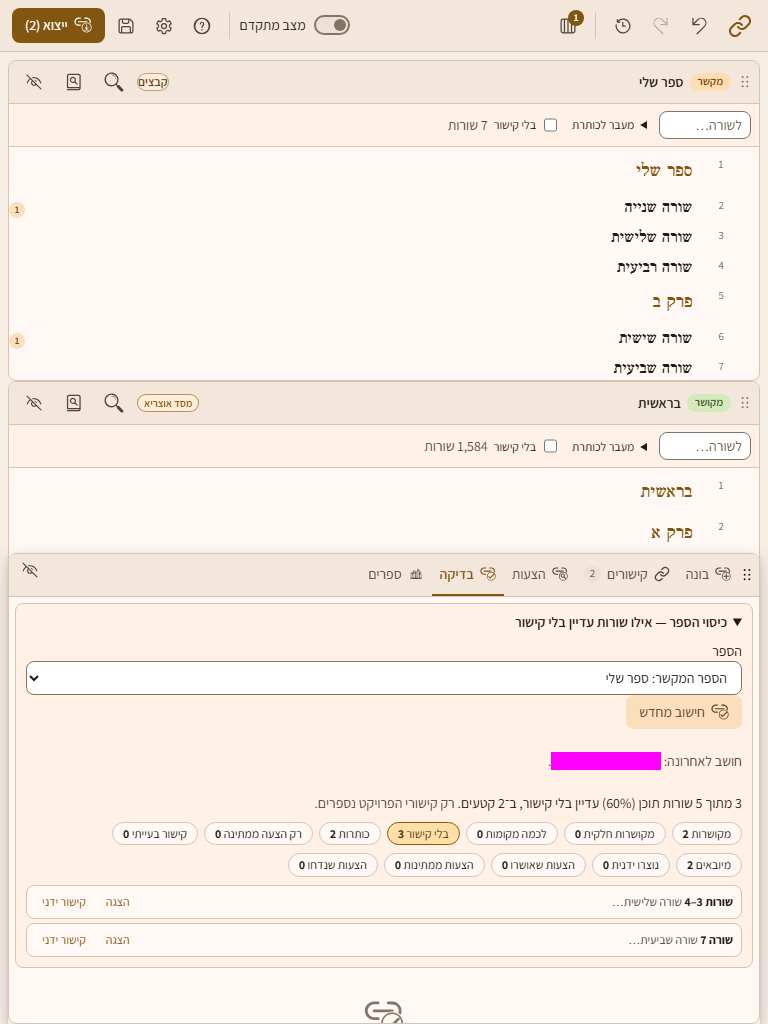 1
מצב מתקדם
ייצוא (2)
מקשר
ספר שלי
קבצים
לשורה...
מעבר לכותרת
בלי קישור
7 שורות
1 ספר שלי
2 שורה שנייה
1
3 שורה שלישית
4 שורה רביעית
5 פרק ב
6 שורה שישית
1
7 שורה שביעית
מקושר
בראשית
מסד אוצריא
לשורה...
מעבר לכותרת
בלי קישור
1,584 שורות
1 בראשית
2 פרק א
בונה
קישורים 2
הצעות
בדיקה
ספרים
כיסוי הספר — אילו שורות עדיין בלי קישור
הספר
הספר המקשר: ספר שלי
חישוב מחדש
חושב לאחרונה: .
3 מתוך 5 שורות תוכן (60%) עדיין בלי קישור, ב־2 קטעים. רק קישורי הפרויקט נספרים.
מקושרות 2
מקושרות חלקית 0
לכמה מקומות 0
בלי קישור 3
כותרות 2
רק הצעה ממתינה 0
קישור בעייתי 0
מיובאים 2
נוצרו ידנית 0
הצעות שאושרו 0
הצעות ממתינות 0
הצעות שנדחו 0
שורות 3–4 שורה שלישית...
הצגה
קישור ידני
שורה 7 שורה שביעית...
הצגה
קישור ידני